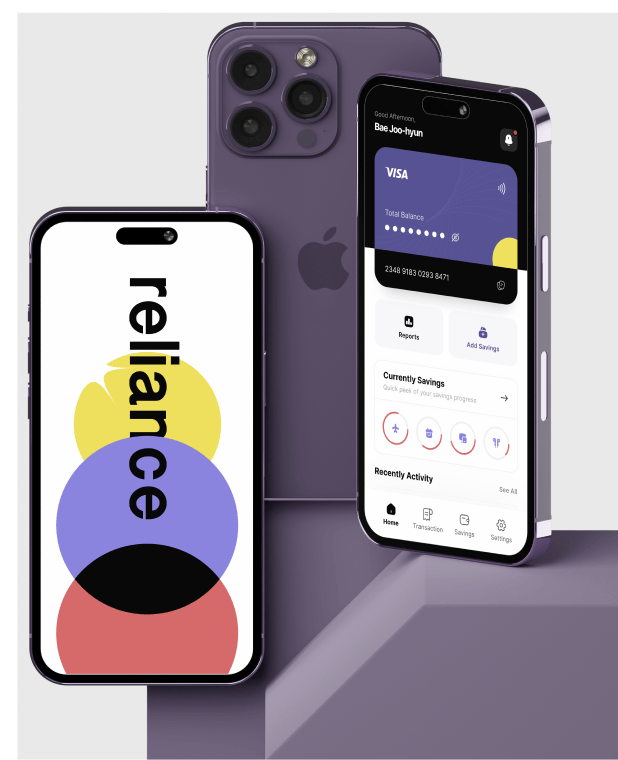 reliance
Good Afternoon,
Bae Joo-hyun
VISA
Total Balance
2348 9183 0293 8471
Reports
Add Savings
Currently Savings
Quick peek of your savings progress
Recently Activity
See All
Home
Transaction
Savings
Settings